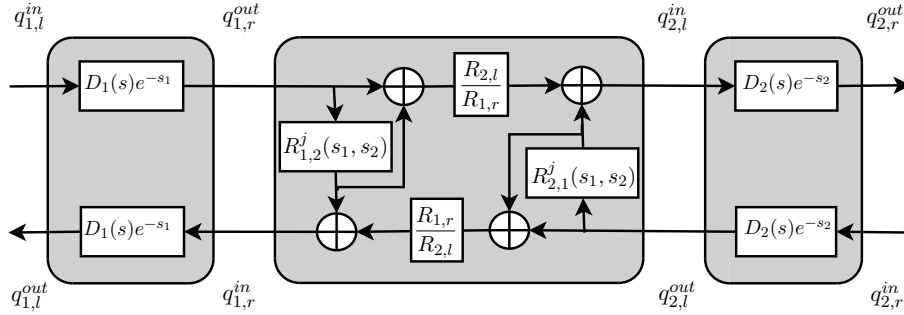 q_{1,l}^{in} q_{1,r}^{out} q_{2,l}^{in} q_{2,r}^{out}
D_1(s)e^{-s_1} \frac{R_{2,l}}{R_{1,r}} D_2(s)e^{-s_2}
R_{1,2}^{j}(s_1, s_2) R_{2,1}^{j}(s_1, s_2)
D_1(s)e^{-s_1} \frac{R_{1,r}}{R_{2,l}} D_2(s)e^{-s_2}
q_{1,l}^{out} q_{1,r}^{in} q_{2,l}^{out} q_{2,r}^{in}